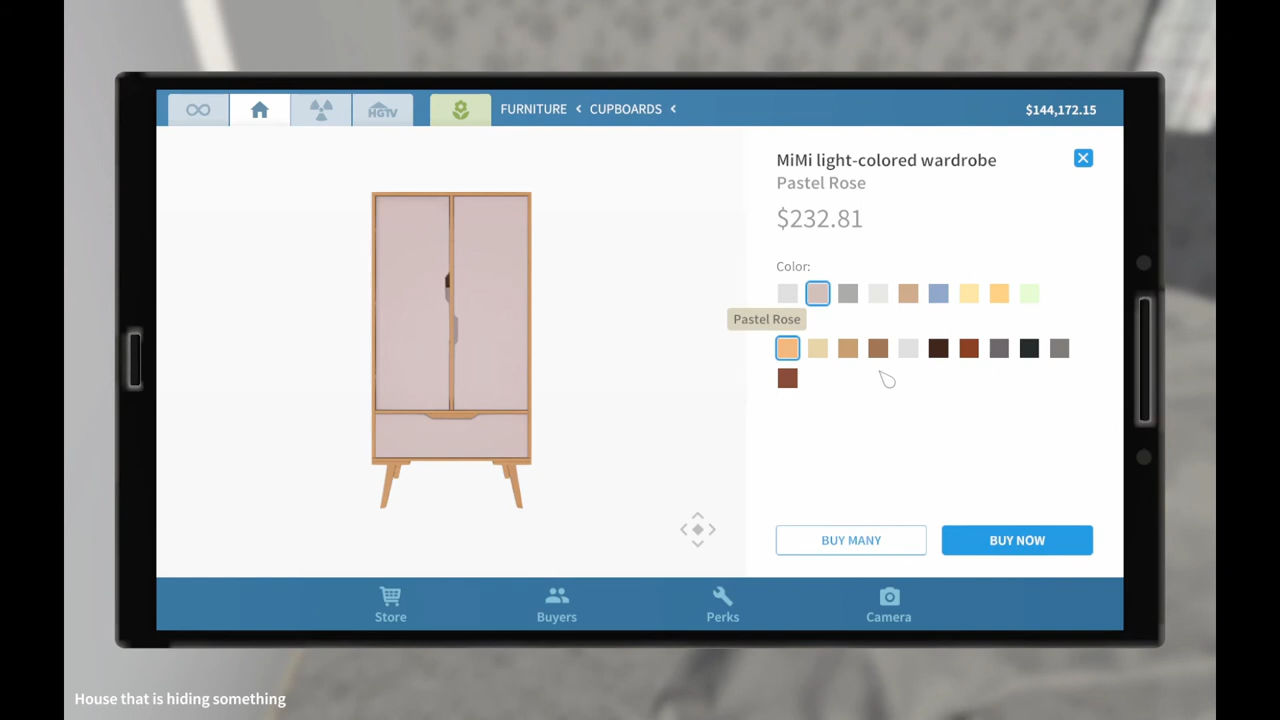 HGTV
FURNITURE < CUPBOARDS <
$144,172.15
MiMi light-colored wardrobe
Pastel Rose
$232.81
Color:
Pastel Rose
BUY MANY
BUY NOW
Store
Buyers
Perks
Camera
House that is hiding something